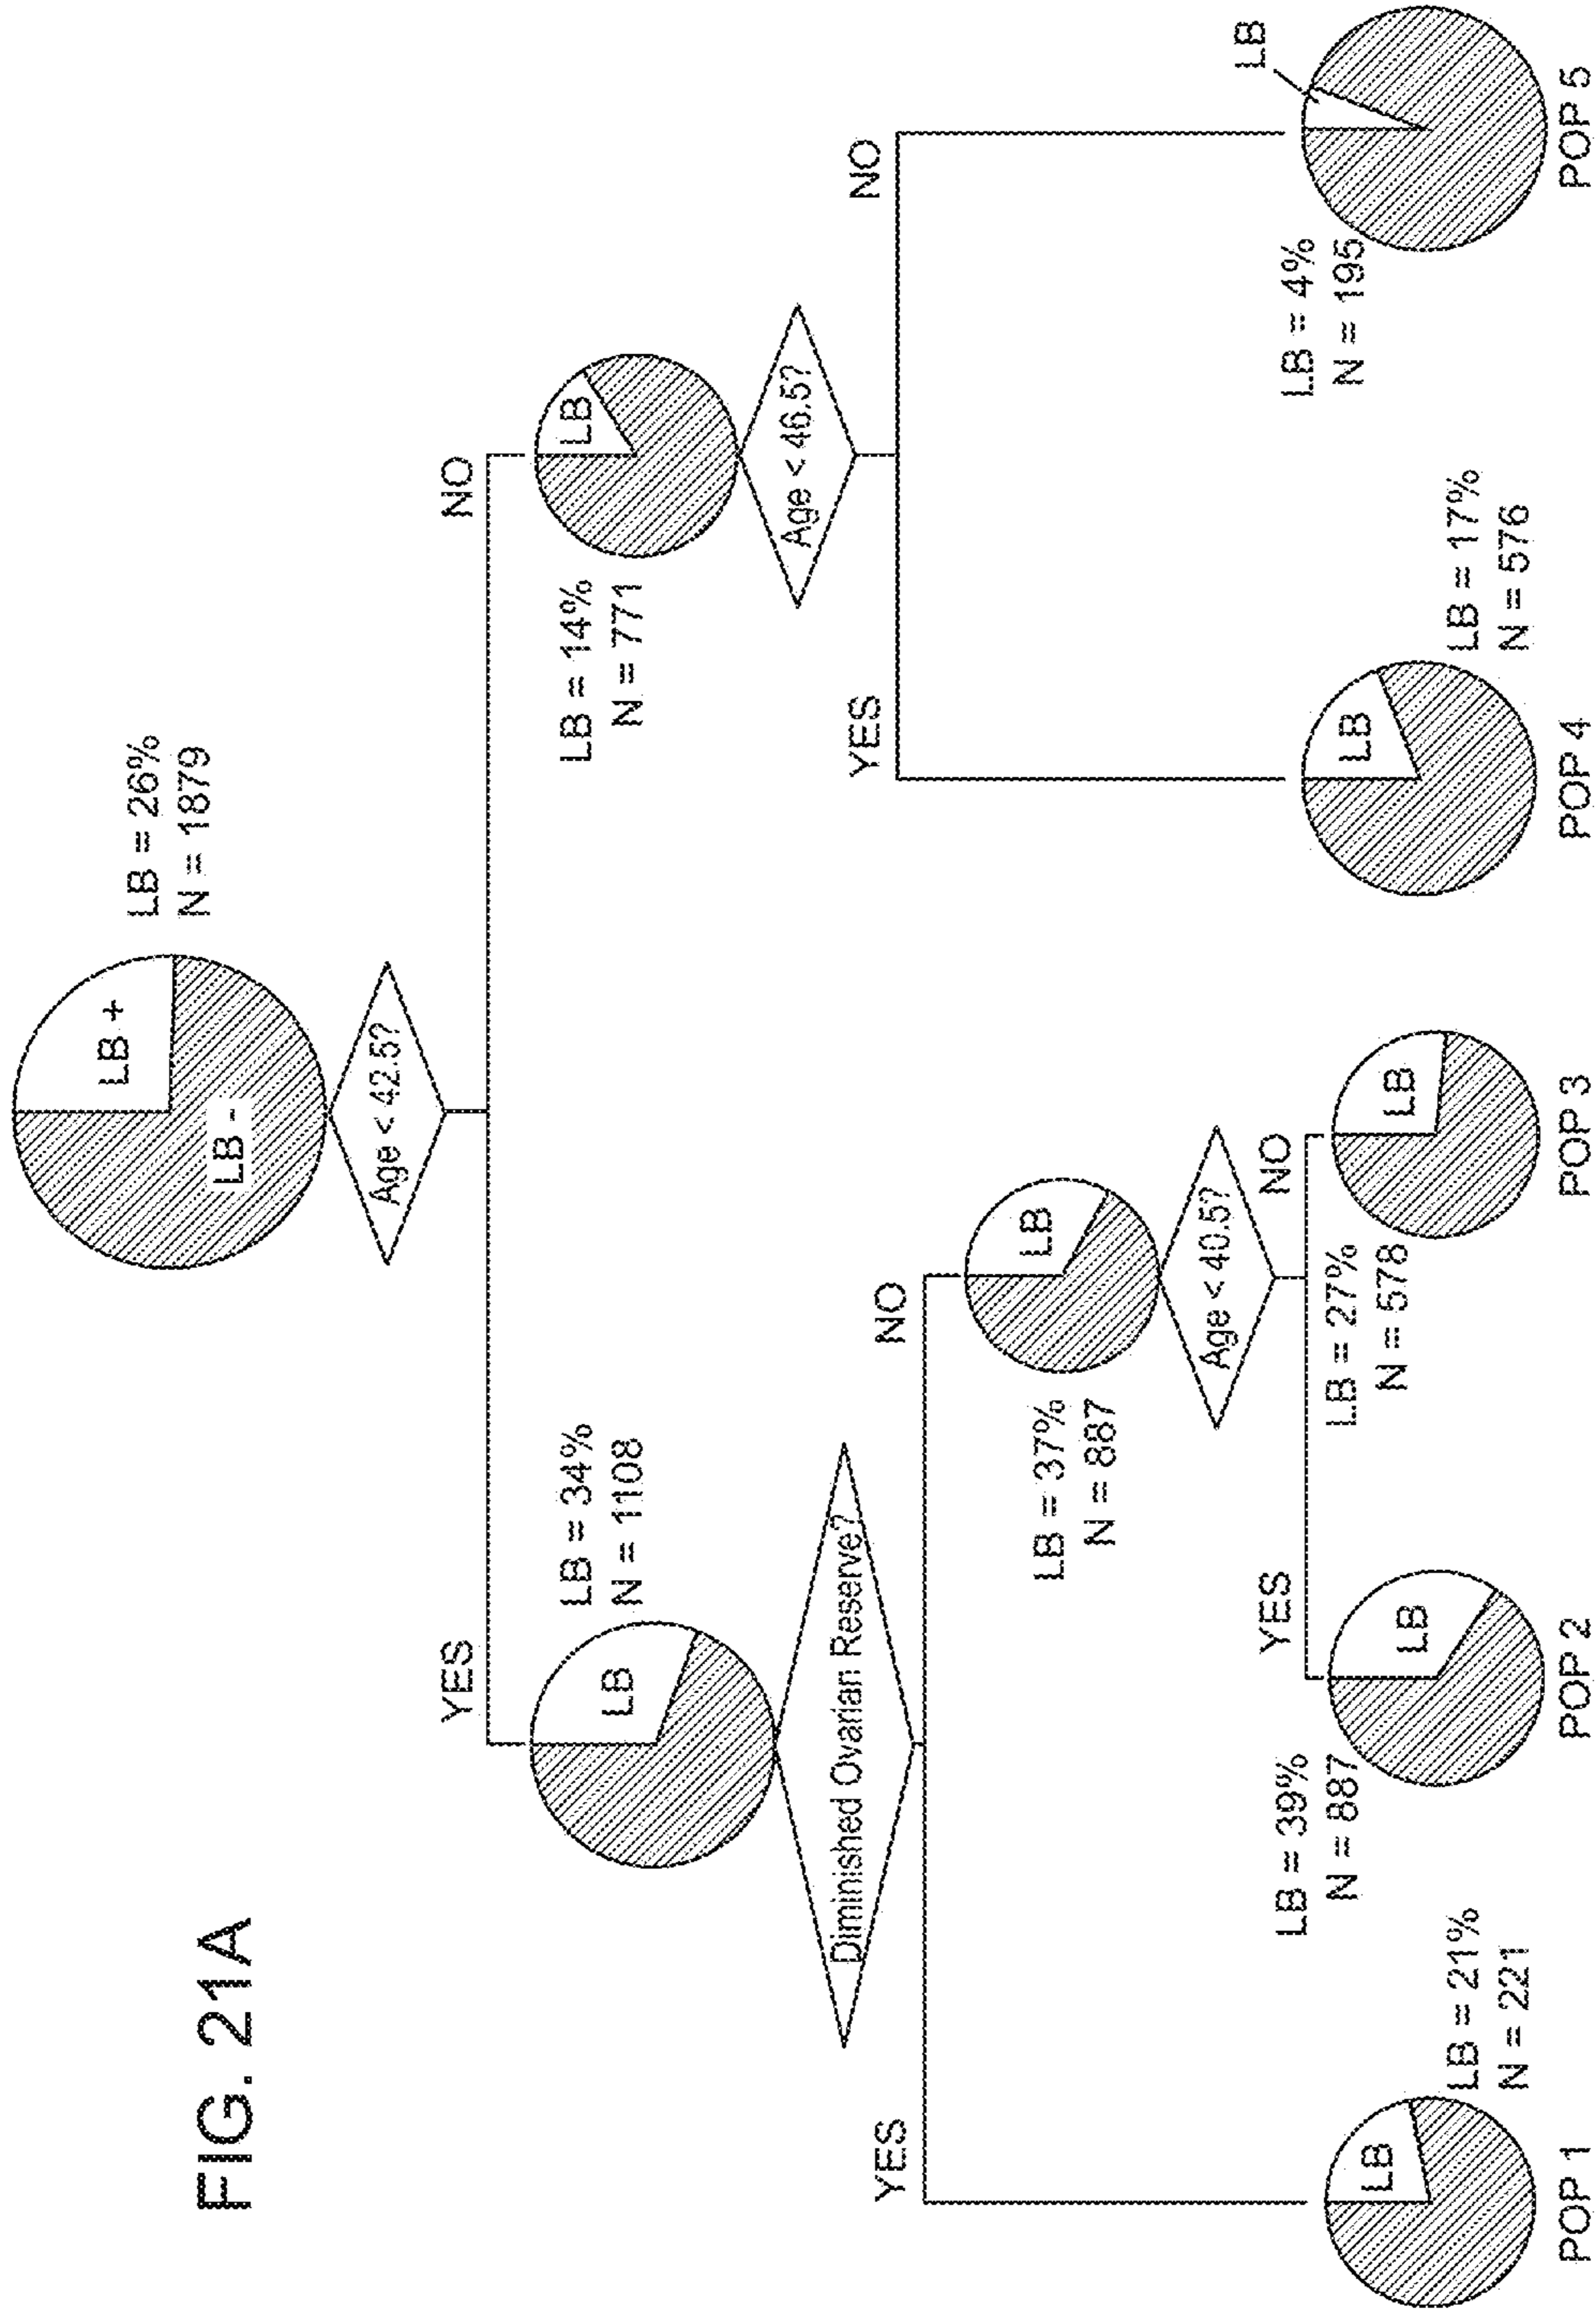 FIG. 21A
LB +
LB -
LB = 26%
N = 1879
Age < 42.5?
YES
NO
LB
LB = 34%
N = 1108
LB = 14%
N = 771
LB
Diminished Ovarian Reserve?
Age < 46.5?
YES
NO
YES
NO
LB = 37%
N = 887
LB
Age < 40.5?
YES
NO
LB
LB = 21%
N = 221
LB = 39%
N = 887
LB
LB = 27%
N = 578
LB
LB
LB = 17%
N = 576
LB = 4%
N = 195
LB
POP 1
POP 2
POP 3
POP 4
POP 5